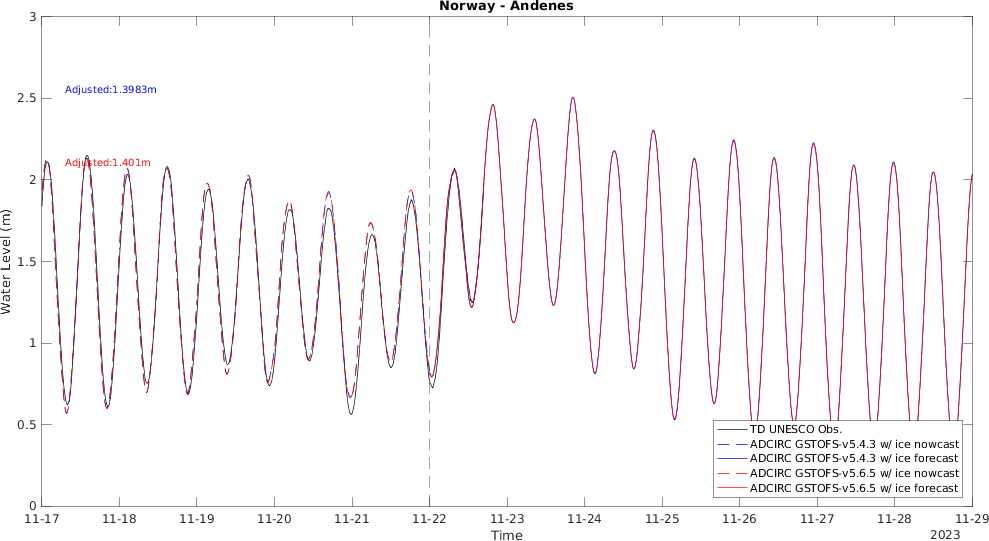 Norway - Andenes
3
2.5
2
1.5
1
0.5
0
Water Level (m)
Adjusted:1.3983m
Adjusted:1.401m
TD UNESCO Obs.
ADCIRC GSTOFS-v5.4.3 w/ ice nowcast
ADCIRC GSTOFS-v5.4.3 w/ ice forecast
ADCIRC GSTOFS-v5.6.5 w/ ice nowcast
ADCIRC GSTOFS-v5.6.5 w/ ice forecast
11-17 11-18 11-19 11-20 11-21 11-22 11-23 11-24 11-25 11-26 11-27 11-28 11-29
Time
2023